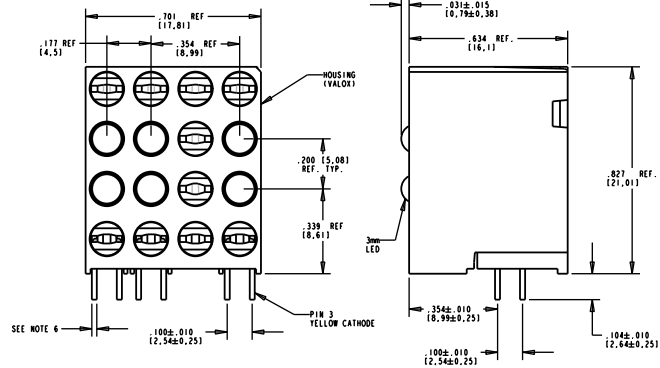 .701 REF
[17,81]
.177 REF
[4,5]
.354 REF
[8,99]
HOUSING
(VALOX)
.200 [5,08]
REF. TYP.
.339 REF
[8,61]
PIN 3
YELLOW CATHODE
SEE NOTE 6
.100±.010
[2,54±0,25]
.031±.015
[0,79±0,38]
.634 REF.
[16,1]
.827 REF.
[21,01]
3mm
LED
.354±.010
[8,99±0,25]
.104±.010
[2,64±0,25]
.100±.010
[2,54±0,25]